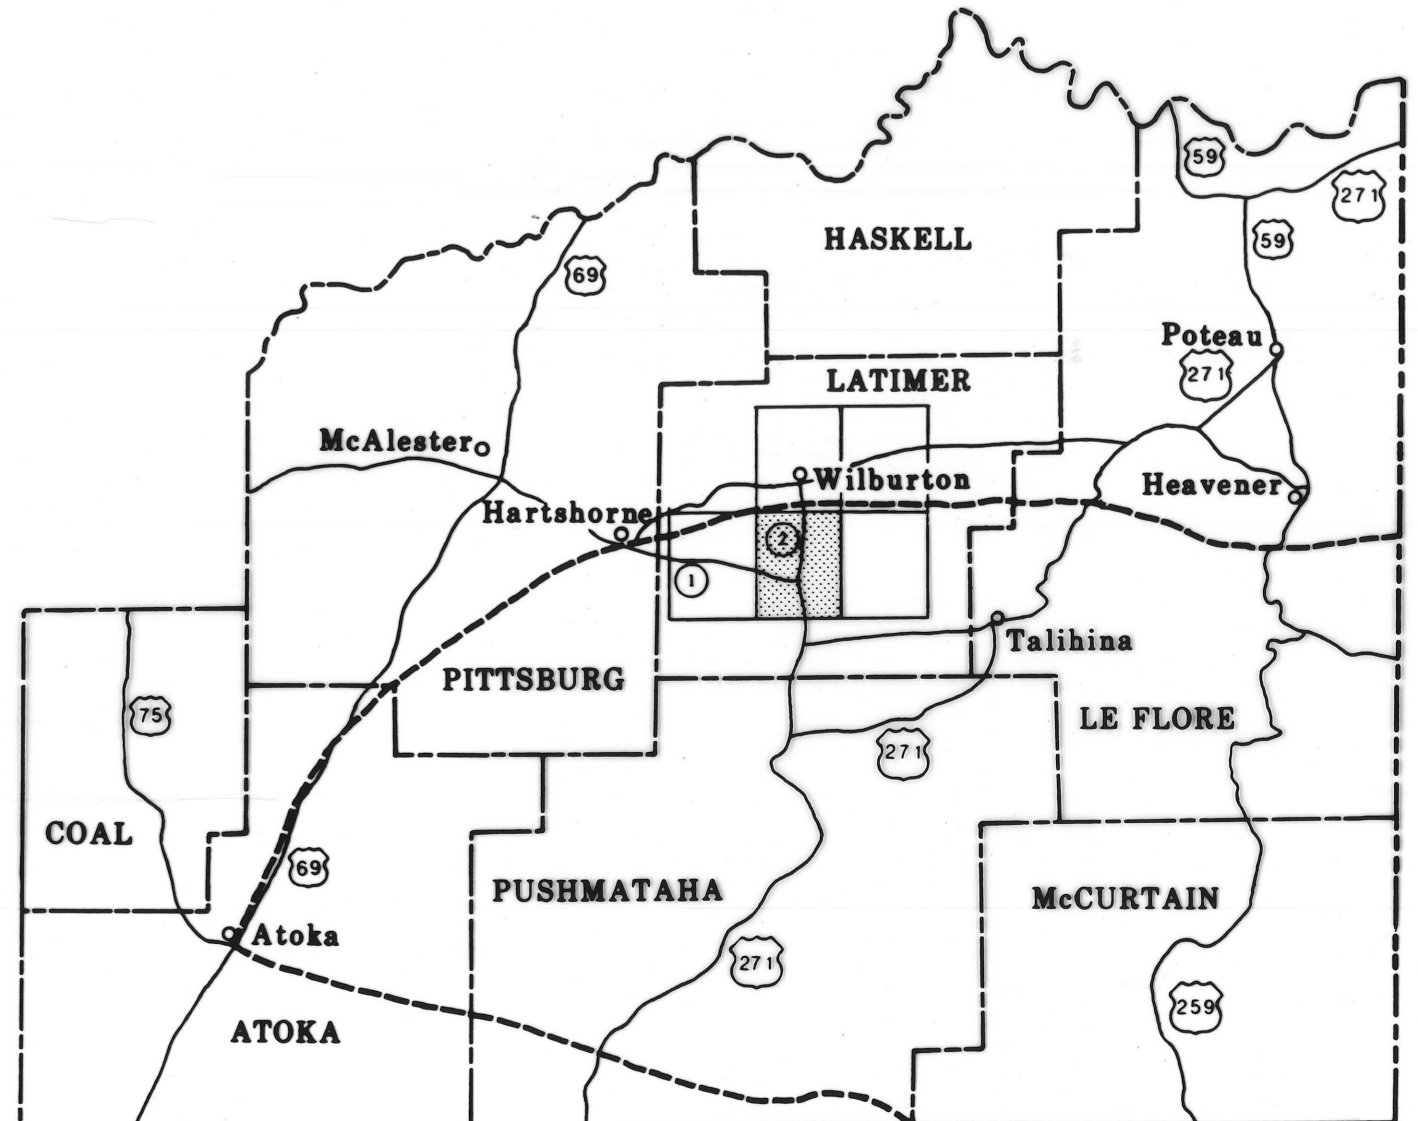 59
271
HASKELL
59
69
Poteau
271
LATIMER
McAlester
Wilburton
Heavener
Hartshorne
2
1
Talihina
PITTSBURG
75
LE FLORE
271
COAL
69
PUSHMATAHA
McCURTAIN
Atoka
271
259
ATOKA